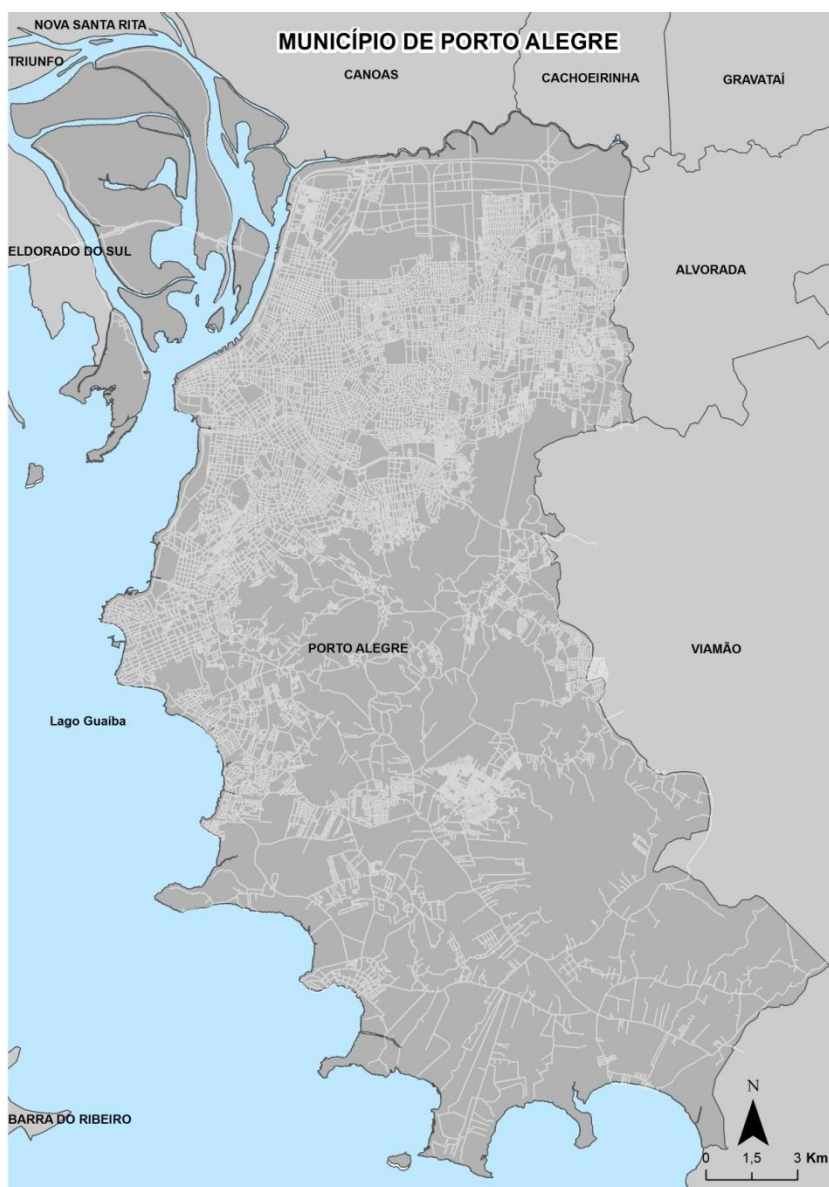 NOVA SANTA RITA
MUNICÍPIO DE PORTO ALEGRE
TRIUNFO
CANOAS
CACHOEIRINHA
GRAVATAÍ
ELDORADO DO SUL
ALVORADA
PORTO ALEGRE
VIAMÃO
Lago Guaíba
N
BARRA DO RIBEIRO
0 1,5 3 Km